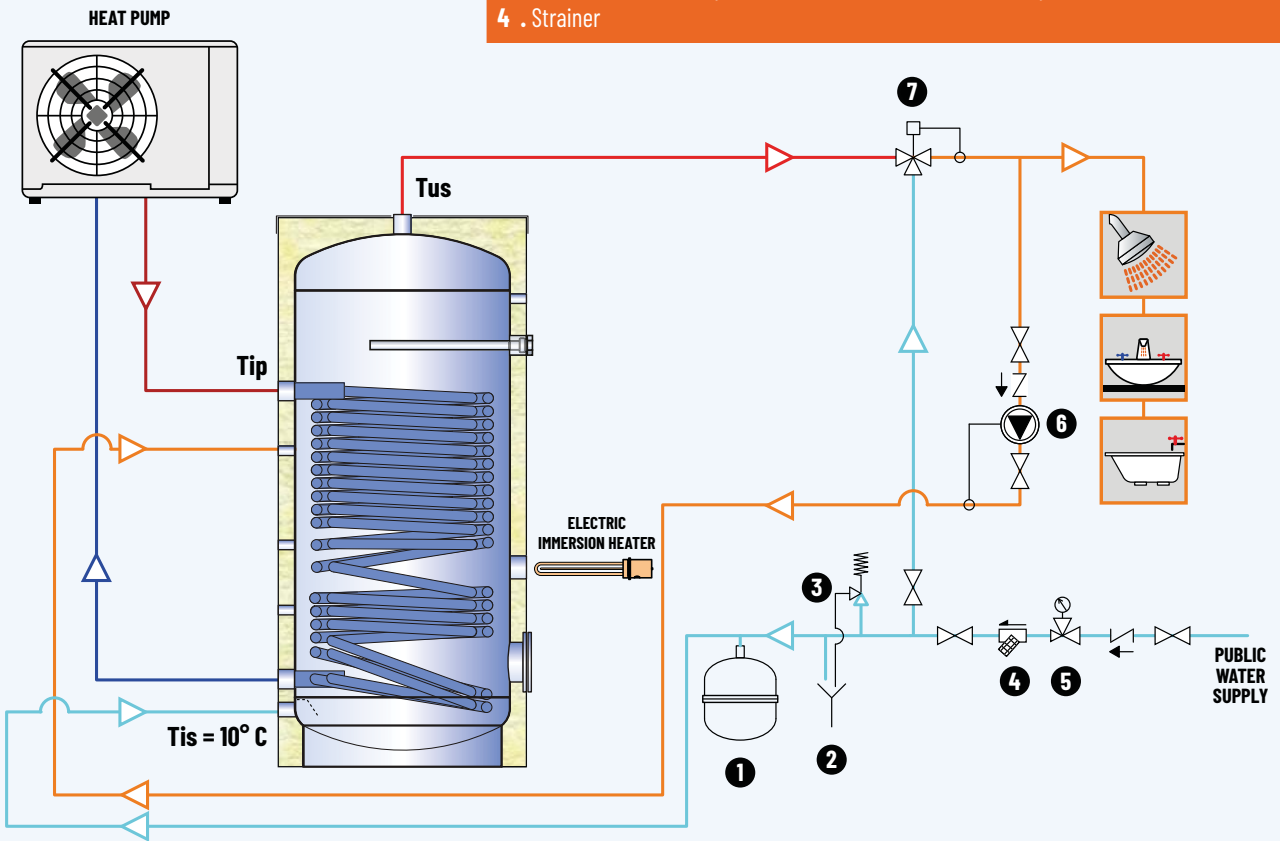 4 . Strainer
HEAT PUMP
7
Tus
Tip
6
ELECTRIC
IMMERSION HEATER
3
4
5
PUBLIC
WATER
SUPPLY
Tis = 10° C
1
2